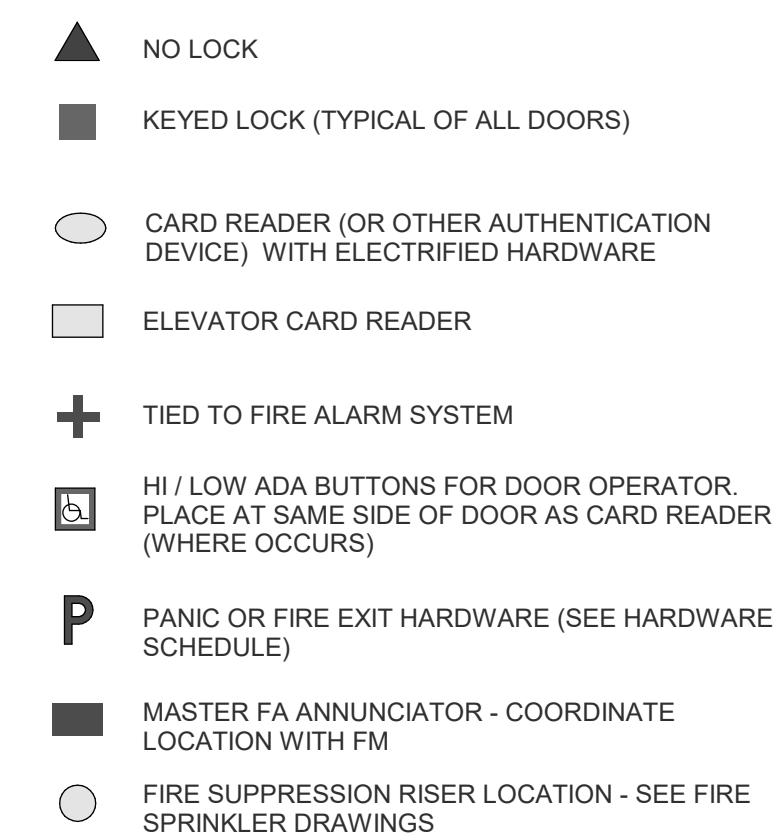 NO LOCK
KEYED LOCK (TYPICAL OF ALL DOORS)
CARD READER (OR OTHER AUTHENTICATION
DEVICE)  WITH ELECTRIFIED HARDWARE
ELEVATOR CARD READER
TIED TO FIRE ALARM SYSTEM
HI / LOW ADA BUTTONS FOR DOOR OPERATOR.
PLACE AT SAME SIDE OF DOOR AS CARD READER
(WHERE OCCURS)
P
PANIC OR FIRE EXIT HARDWARE (SEE HARDWARE
SCHEDULE)
MASTER FA ANNUNCIATOR - COORDINATE
LOCATION WITH FM
FIRE SUPPRESSION RISER LOCATION - SEE FIRE
SPRINKLER DRAWINGS